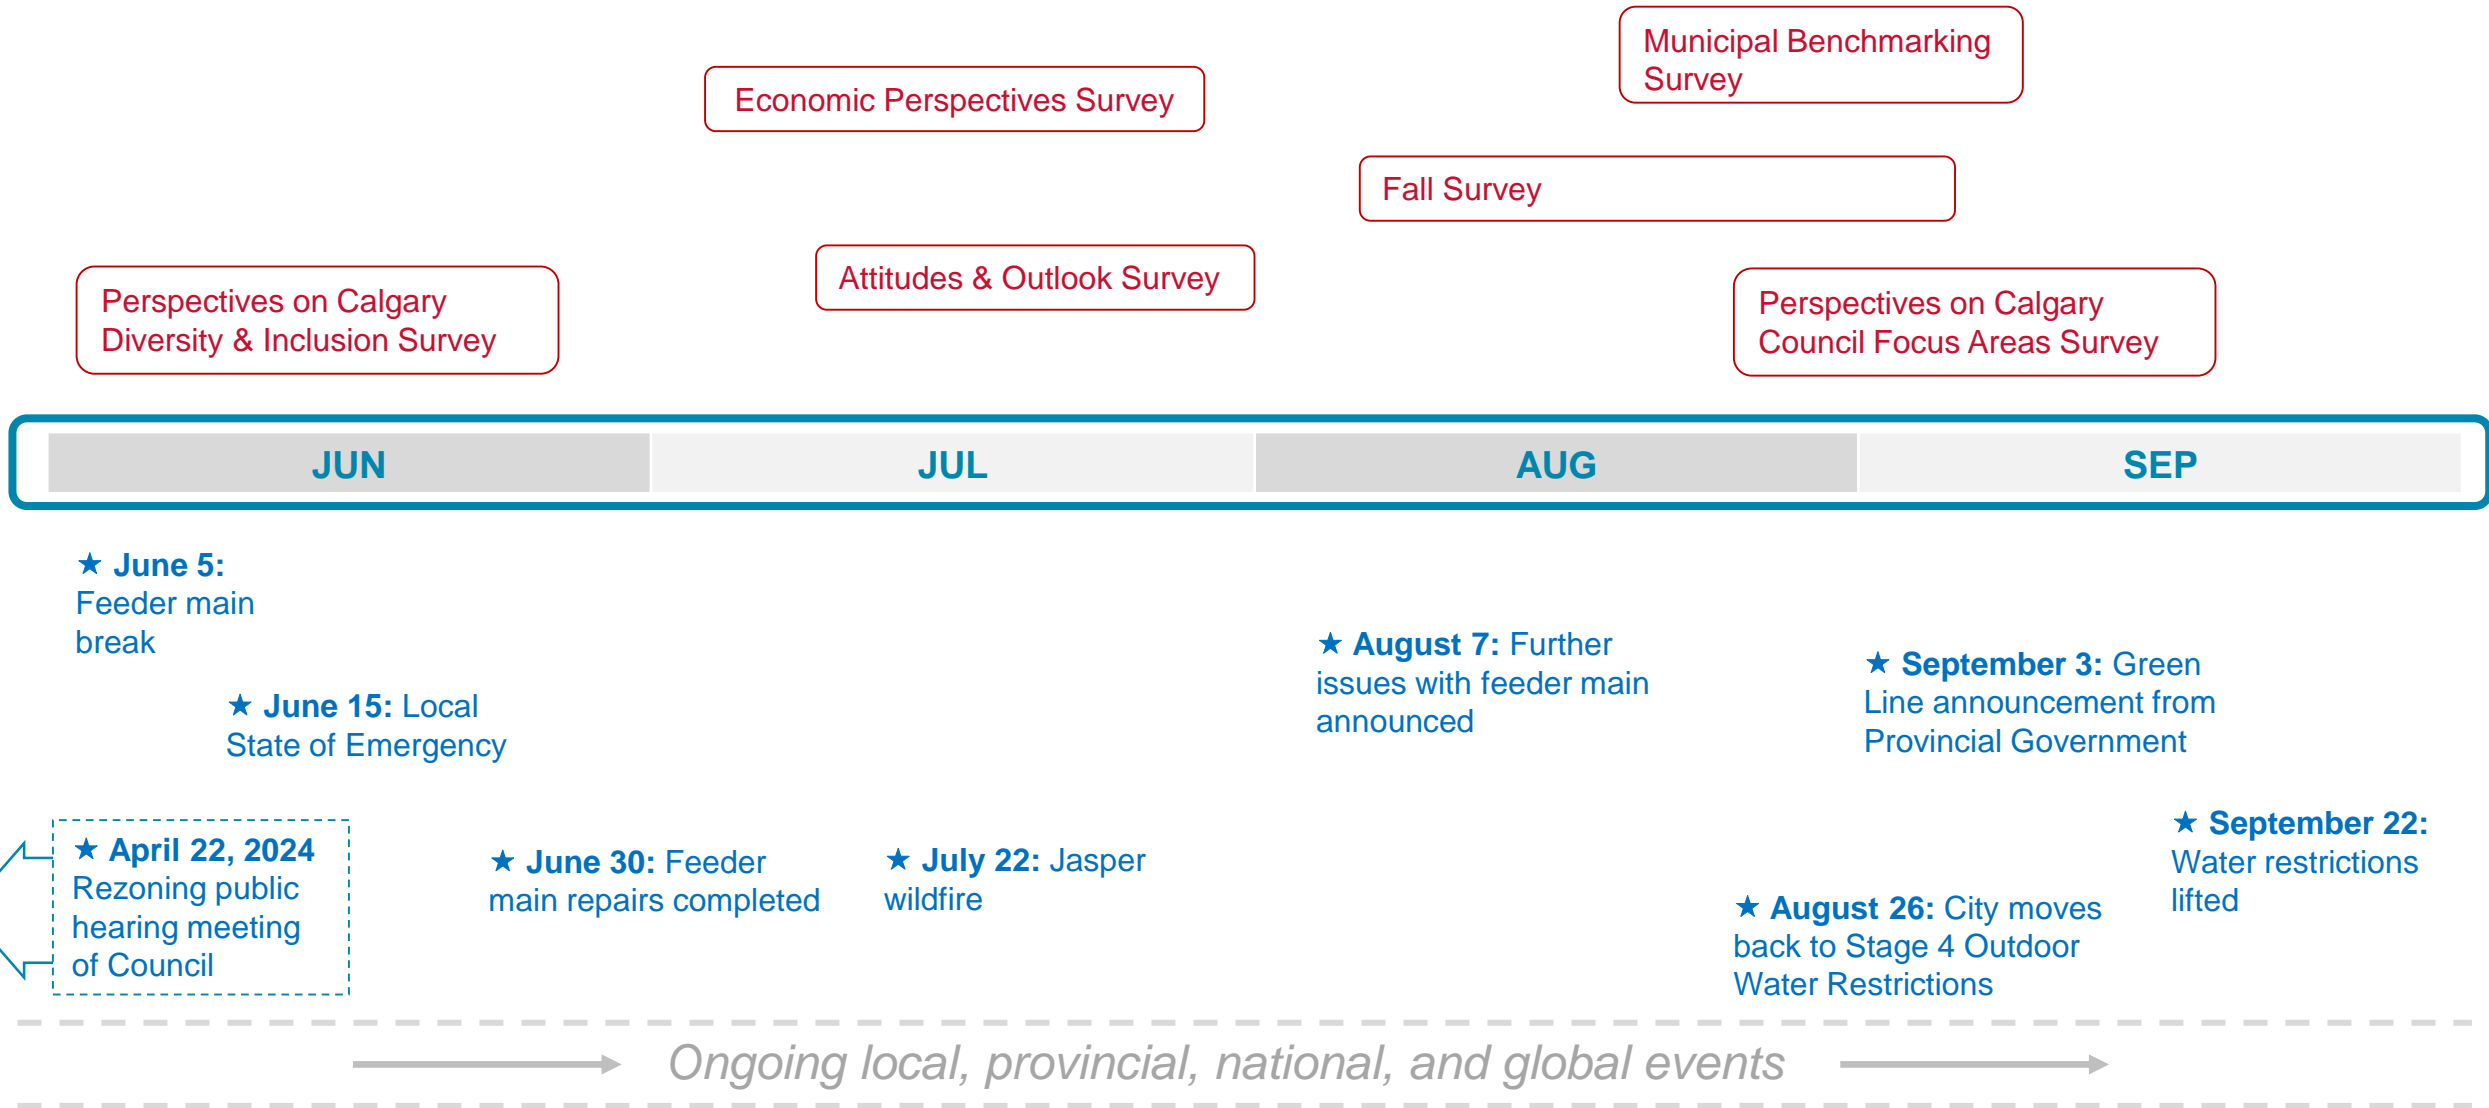 Municipal Benchmarking
Survey
Economic Perspectives Survey
Fall Survey
Attitudes & Outlook Survey
Perspectives on Calgary
Diversity & Inclusion Survey
Perspectives on Calgary
Council Focus Areas Survey
JUN
JUL
AUG
SEP
★ June 5:
Feeder main
break
★ June 15: Local
State of Emergency
★ April 22, 2024
Rezoning public
hearing meeting
of Council
★ June 30: Feeder
main repairs completed
★ July 22: Jasper
wildfire
★ August 7: Further
issues with feeder main
announced
★ August 26: City moves
back to Stage 4 Outdoor
Water Restrictions
★ September 3: Green
Line announcement from
Provincial Government
★ September 22:
Water restrictions
lifted
Ongoing local, provincial, national, and global events